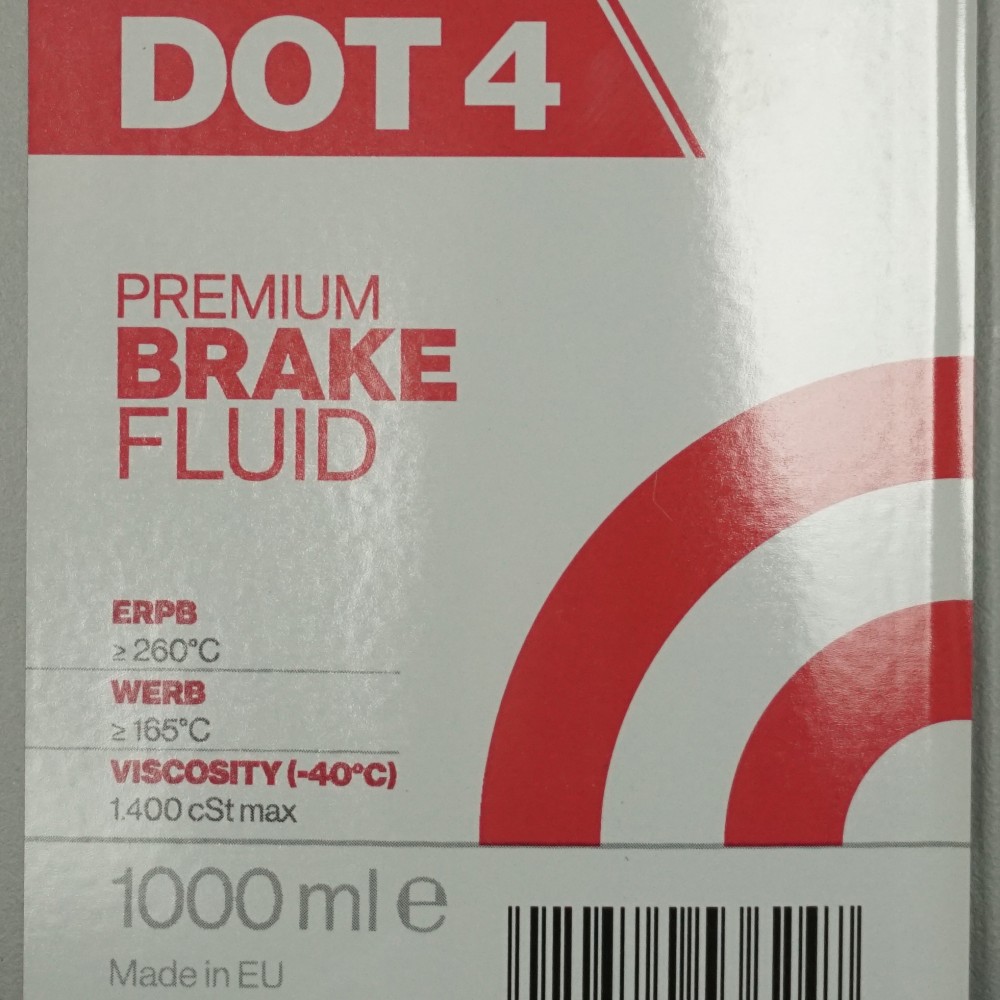 DOT 4
PREMIUM
BRAKE
FLUID
ERPB
≥ 260°C
WERB
≥ 165°C
VISCOSITY (-40°C)
1.400 cSt max
1000 ml e
Made in EU